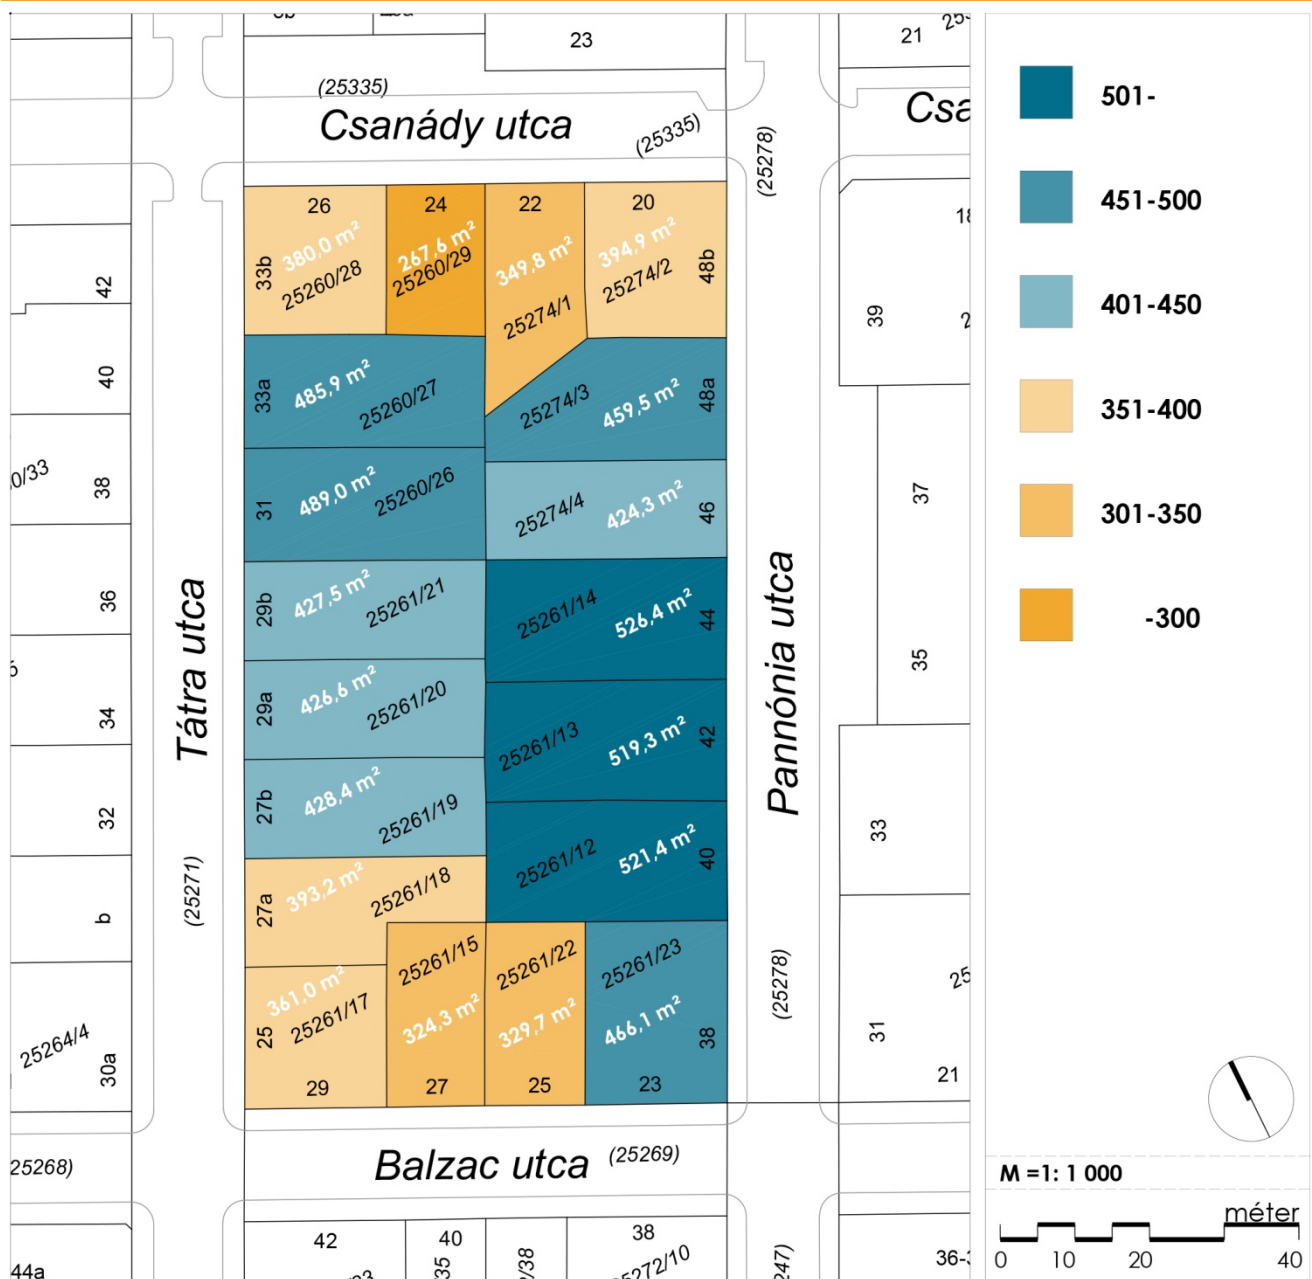 23
21
(25335)
Csanády utca
(25335)
(25278)
501-
451-500
401-450
351-400
301-350
-300
26
33b
380,0 m²
25260/28
24
267,6 m²
25260/29
22
349,8 m²
25274/1
20
394,9 m²
25274/2
48b
42
40
38
36
34
32
b
30a
25264/4
39
37
35
33
31
21
33a
485,9 m²
25260/27
25274/3
459,5 m²
48a
31
489,0 m²
25260/26
25274/4
424,3 m²
46
29b
427,5 m²
25261/21
25261/14
526,4 m²
44
29a
426,6 m²
25261/20
25261/13
519,3 m²
42
27b
428,4 m²
25261/19
25261/12
521,4 m²
40
27a
393,2 m²
25261/18
25
361,0 m²
25261/17
29
25261/15
324,3 m²
27
25261/22
329,7 m²
25
25261/23
466,1 m²
38
23
Tátra utca
(25271)
Pannónia utca
(25278)
Balzac utca
(25269)
25268)
44a
42
40
38
M =1: 1 000
méter
0 10 20 40